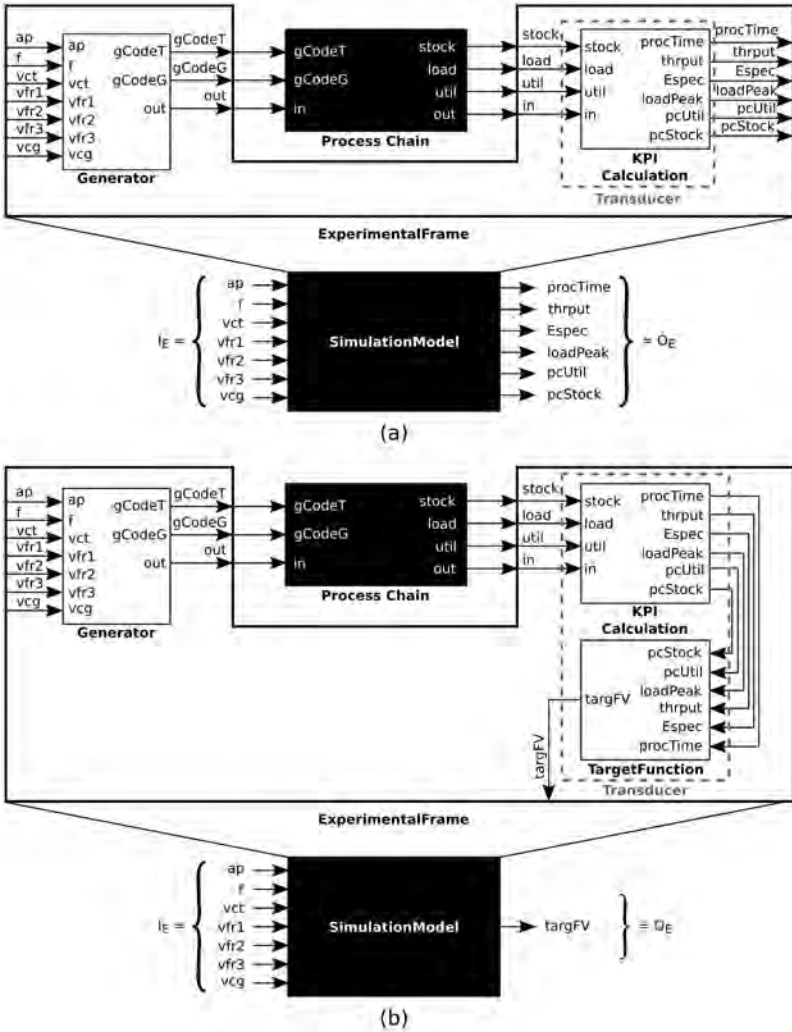 ap
f
vct
vfr1
vfr2
vfr3
vcg
ap
f
vct
vfr1
vfr2
vfr3
vcg
gCodeT
gCodeG
out
Generator
gCodeT
gCodeG
out
gCodeT
gCodeG
in
stock
load
util
out
Process Chain
stock
load
util
in
stock
load
util
in
procTime
thrput
Espec
loadPeak
pcUtil
pcStock
KPI
Calculation
Transducer
procTime
thrput
Espec
loadPeak
pcUtil
pcStock
ExperimentalFrame
I_E =
ap
f
vct
vfr1
vfr2
vfr3
vcg
SimulationModel
procTime
thrput
Espec
loadPeak
pcUtil
pcStock
= O_E
(a)
ap
f
vct
vfr1
vfr2
vfr3
vcg
ap
f
vct
vfr1
vfr2
vfr3
vcg
gCodeT
gCodeG
out
Generator
gCodeT
gCodeG
out
gCodeT
gCodeG
in
stock
load
util
out
Process Chain
stock
load
util
in
stock
load
util
in
procTime
thrput
Espec
loadPeak
pcUtil
pcStock
KPI
Calculation
pcStock
pcUtil
loadPeak
thrput
Espec
procTime
targFV
TargetFunction
Transducer
targFV
ExperimentalFrame
I_E =
ap
f
vct
vfr1
vfr2
vfr3
vcg
SimulationModel
targFV
= O_E
(b)